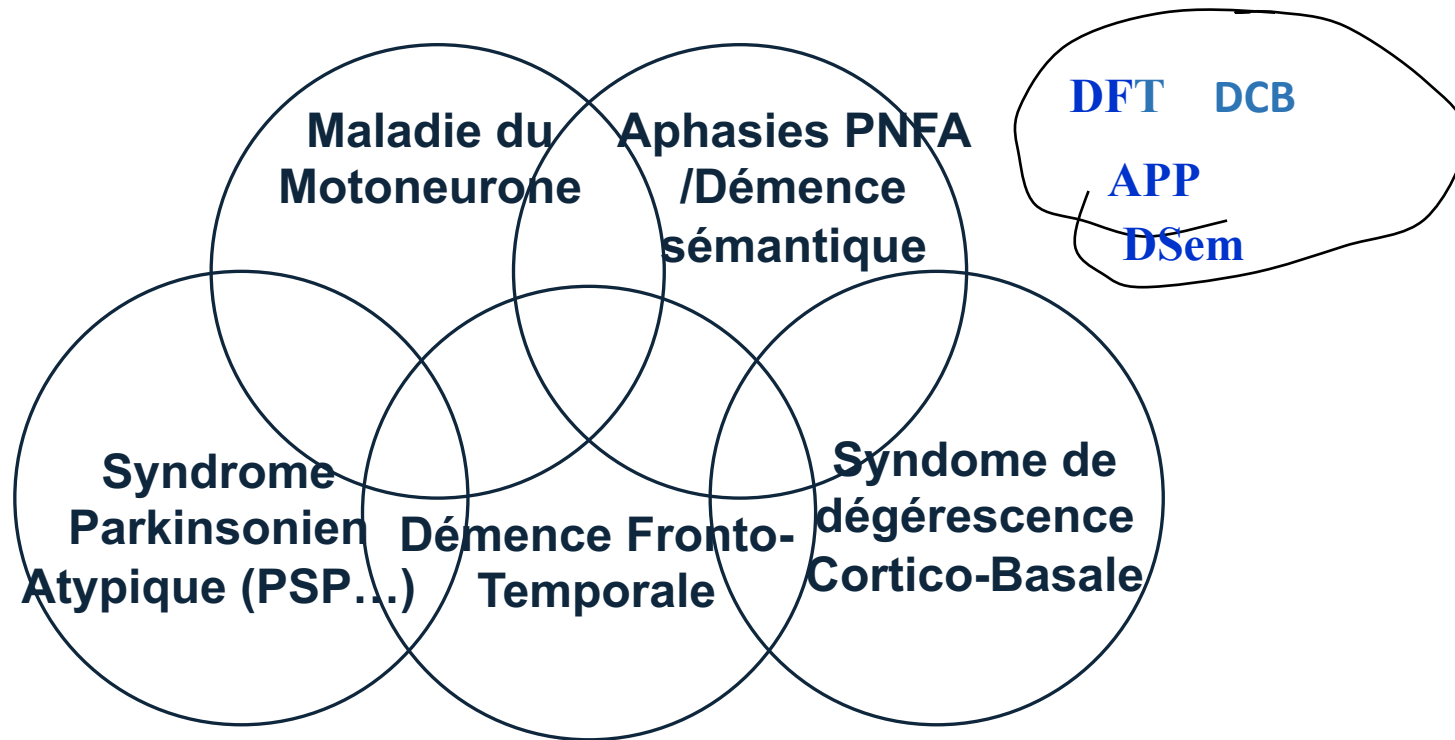 Maladie du
Motoneurone
Aphasies PNFA
/Démence
sémantique
DFT DCB
APP
DSem
Syndrome
Parkinsonien
Atypique (PSP...)
Démence Fronto-
Temporale
Syndome de
dégérescence
Cortico-Basale